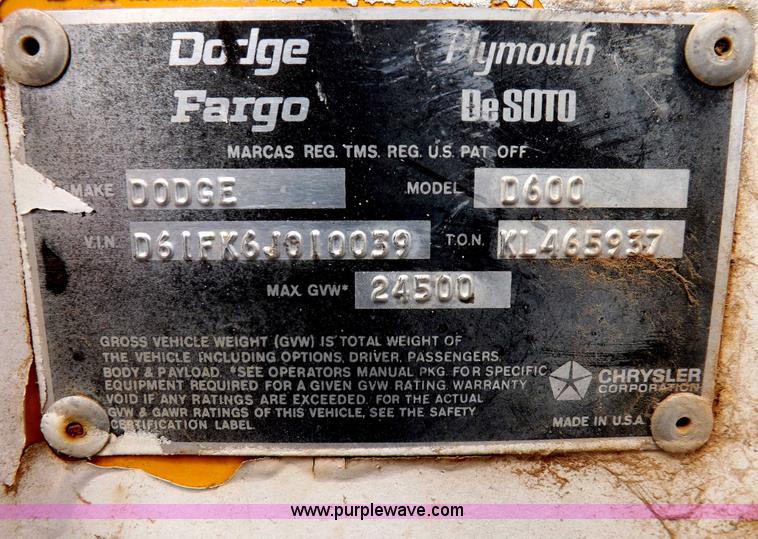 Dodge Plymouth
Fargo DeSOTO
MARCAS REG. TMS. REG. U.S. PAT. OFF.
MAKE DODGE MODEL D600
V.I.N. D61FK6J010039 T.O.N. KL465937
MAX. GVW* 24500
GROSS VEHICLE WEIGHT (GVW) IS TOTAL WEIGHT OF
THE VEHICLE INCLUDING OPTIONS, DRIVER, PASSENGERS,
BODY & PAYLOAD. *SEE OPERATORS MANUAL PKG. FOR SPECIFIC
EQUIPMENT REQUIRED FOR A GIVEN GVW RATING. WARRANTY
VOID IF ANY RATINGS ARE EXCEEDED. FOR THE ACTUAL
GVW & GAWR RATINGS OF THIS VEHICLE, SEE THE SAFETY
CERTIFICATION LABEL.
CHRYSLER
CORPORATION
MADE IN U.S.A.
www.purplewave.com